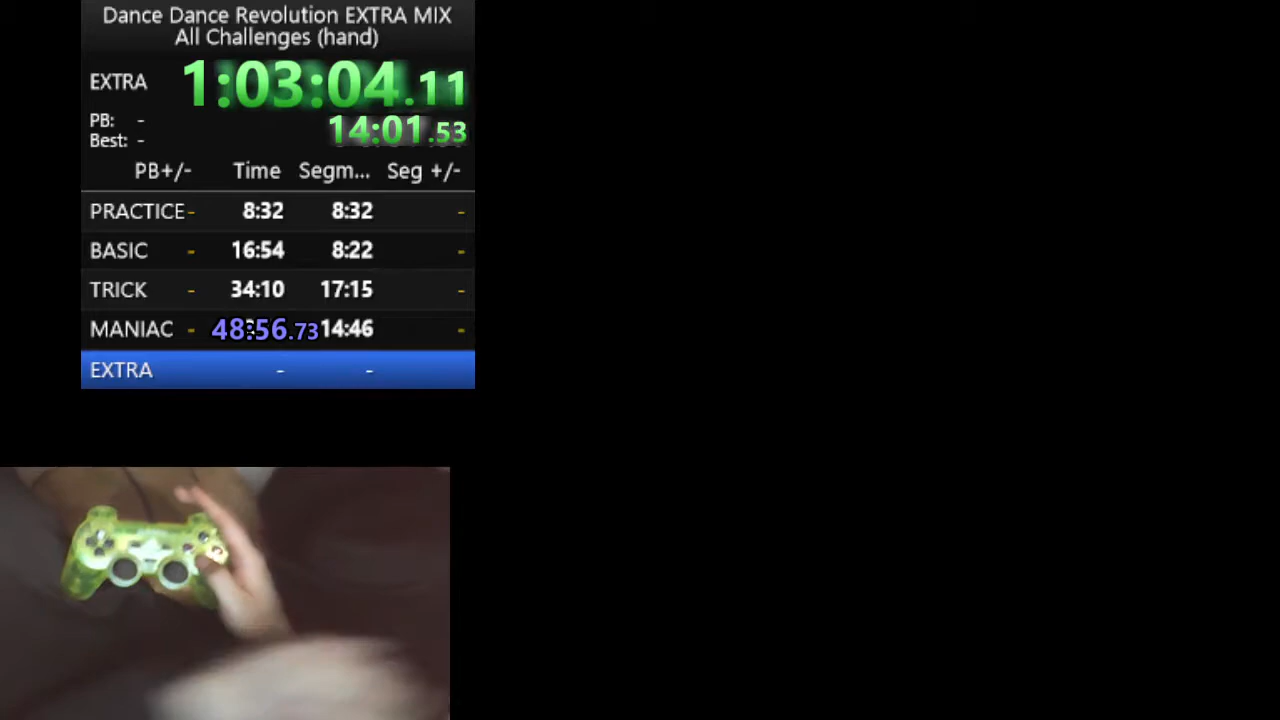 Dance Dance Revolution EXTRA MIX
All Challenges (hand)
EXTRA 1:03:04.11
PB: -
14:01.53
Best: -
PB+/- Time Segm... Seg +/-
PRACTICE - 8:32 8:32 -
BASIC - 16:54 8:22 -
TRICK - 34:10 17:15 -
MANIAC - 48:56.73 14:46 -
EXTRA - -